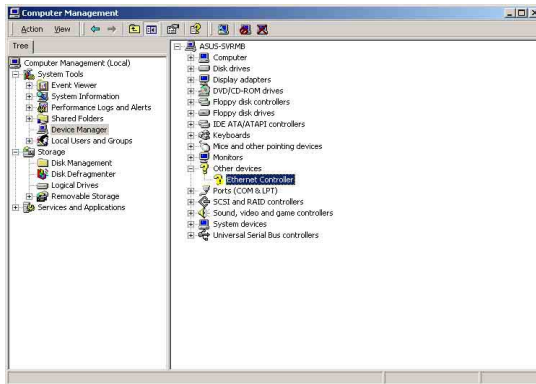 Computer Management
Action View
Tree
Computer Management (Local)
System Tools
Event Viewer
System Information
Performance Logs and Alerts
Shared Folders
Device Manager
Local Users and Groups
Storage
Disk Management
Disk Defragmenter
Logical Drives
Removable Storage
Services and Applications
ASUS-SVRMB
Computer
Disk drives
Display adapters
DVD/CD-ROM drives
Floppy disk controllers
Floppy disk drives
IDE ATA/ATAPI controllers
Keyboards
Mice and other pointing devices
Monitors
Other devices
Ethernet Controller
Ports (COM & LPT)
SCSI and RAID controllers
Sound, video and game controllers
System devices
Universal Serial Bus controllers